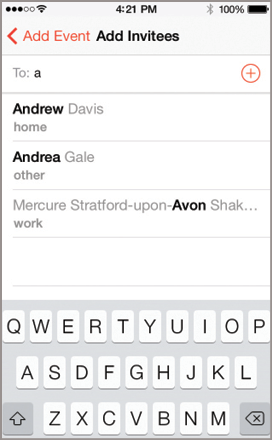 4:21 PM 100%
Add Event Add Invitees
To: a
Andrew Davis
home
Andrea Gale
other
Mercure Stratford-upon-Avon Shak…
work
Q W E R T Y U I O P
A S D F G H J K L
Z X C V B N M